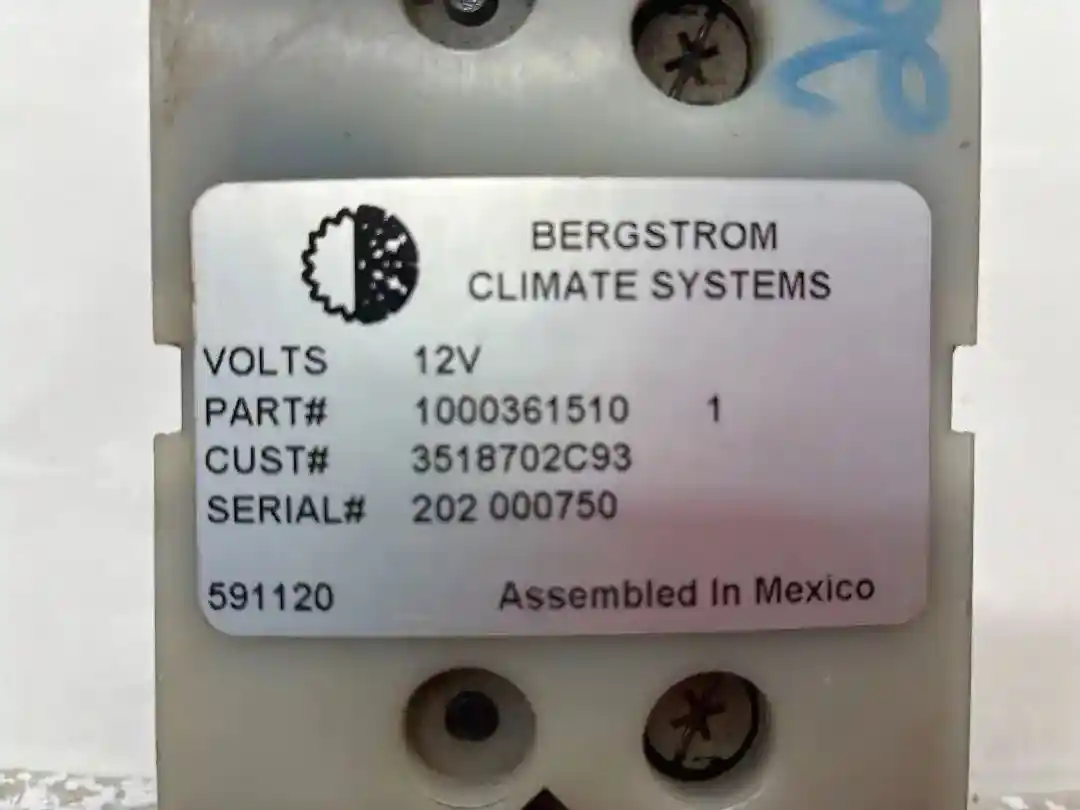 BERGSTROM
CLIMATE SYSTEMS
VOLTS 12V
PART# 1000361510 1
CUST# 3518702C93
SERIAL# 202 000750
591120 Assembled In Mexico